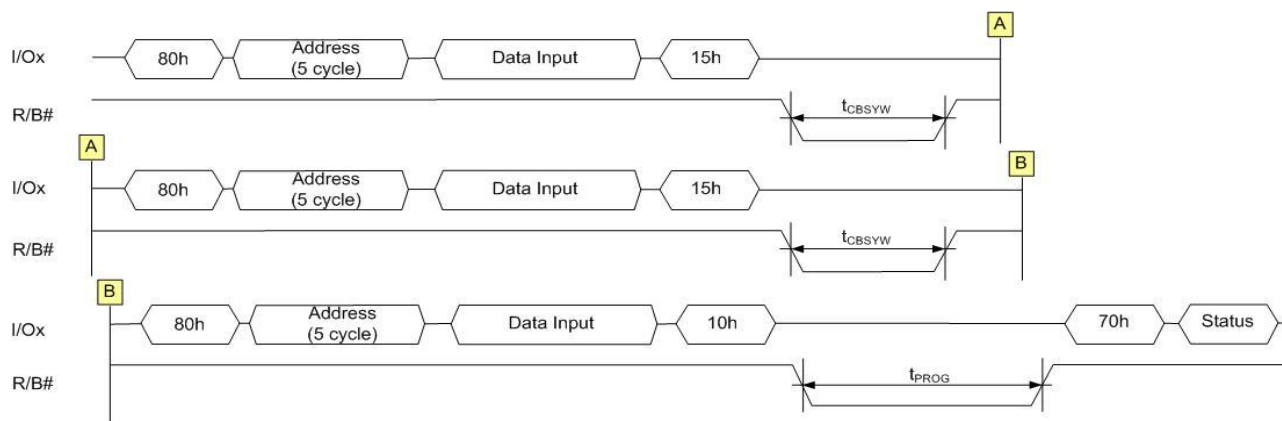 A
I/Ox 80h Address (5 cycle) Data Input 15h
R/B# tCBSYW
A B
I/Ox 80h Address (5 cycle) Data Input 15h
R/B# tCBSYW
B
I/Ox 80h Address (5 cycle) Data Input 10h 70h Status
R/B# tPROG